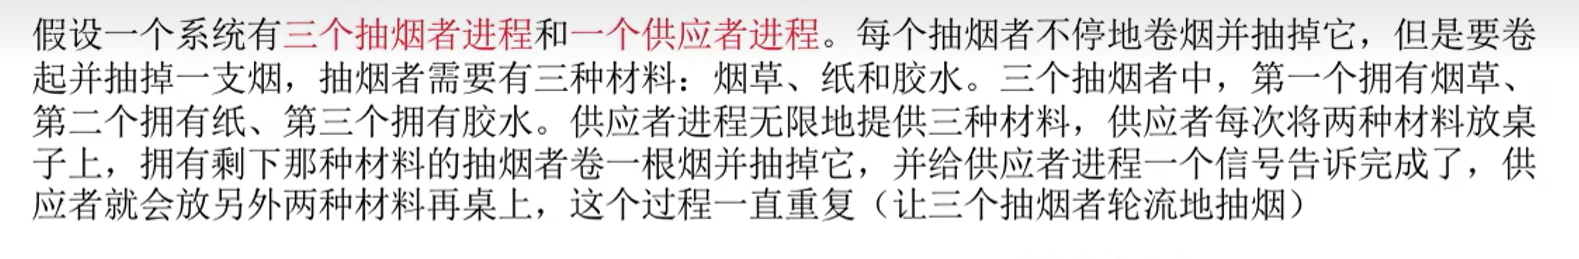 假设一个系统有三个抽烟者进程和一个供应者进程。每个抽烟者不停地卷烟并抽掉它，但是要卷
起并抽掉一支烟，抽烟者需要有三种材料：烟草、纸和胶水。三个抽烟者中，第一个拥有烟草、
第二个拥有纸、第三个拥有胶水。供应者进程无限地提供三种材料，供应者每次将两种材料放桌
子上，拥有剩下那种材料的抽烟者卷一根烟并抽掉它，并给供应者进程一个信号告诉完成了，供
应者就会放另外两种材料再桌上，这个过程一直重复（让三个抽烟者轮流地抽烟）